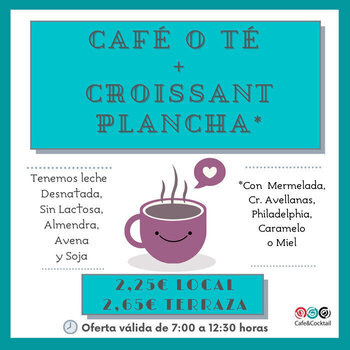 CAFÉ O TÉ
+
CROISSANT
PLANCHA*
Tenemos leche
Desnatada,
Sin Lactosa,
Almendra,
Avena
y Soja
*Con Mermelada,
Cr. Avellanas,
Philadelphia,
Caramelo
o Miel
2,25€ LOCAL
2,65€ TERRAZA
Oferta válida de 7:00 a 12:30 horas
Cafe&Cocktail